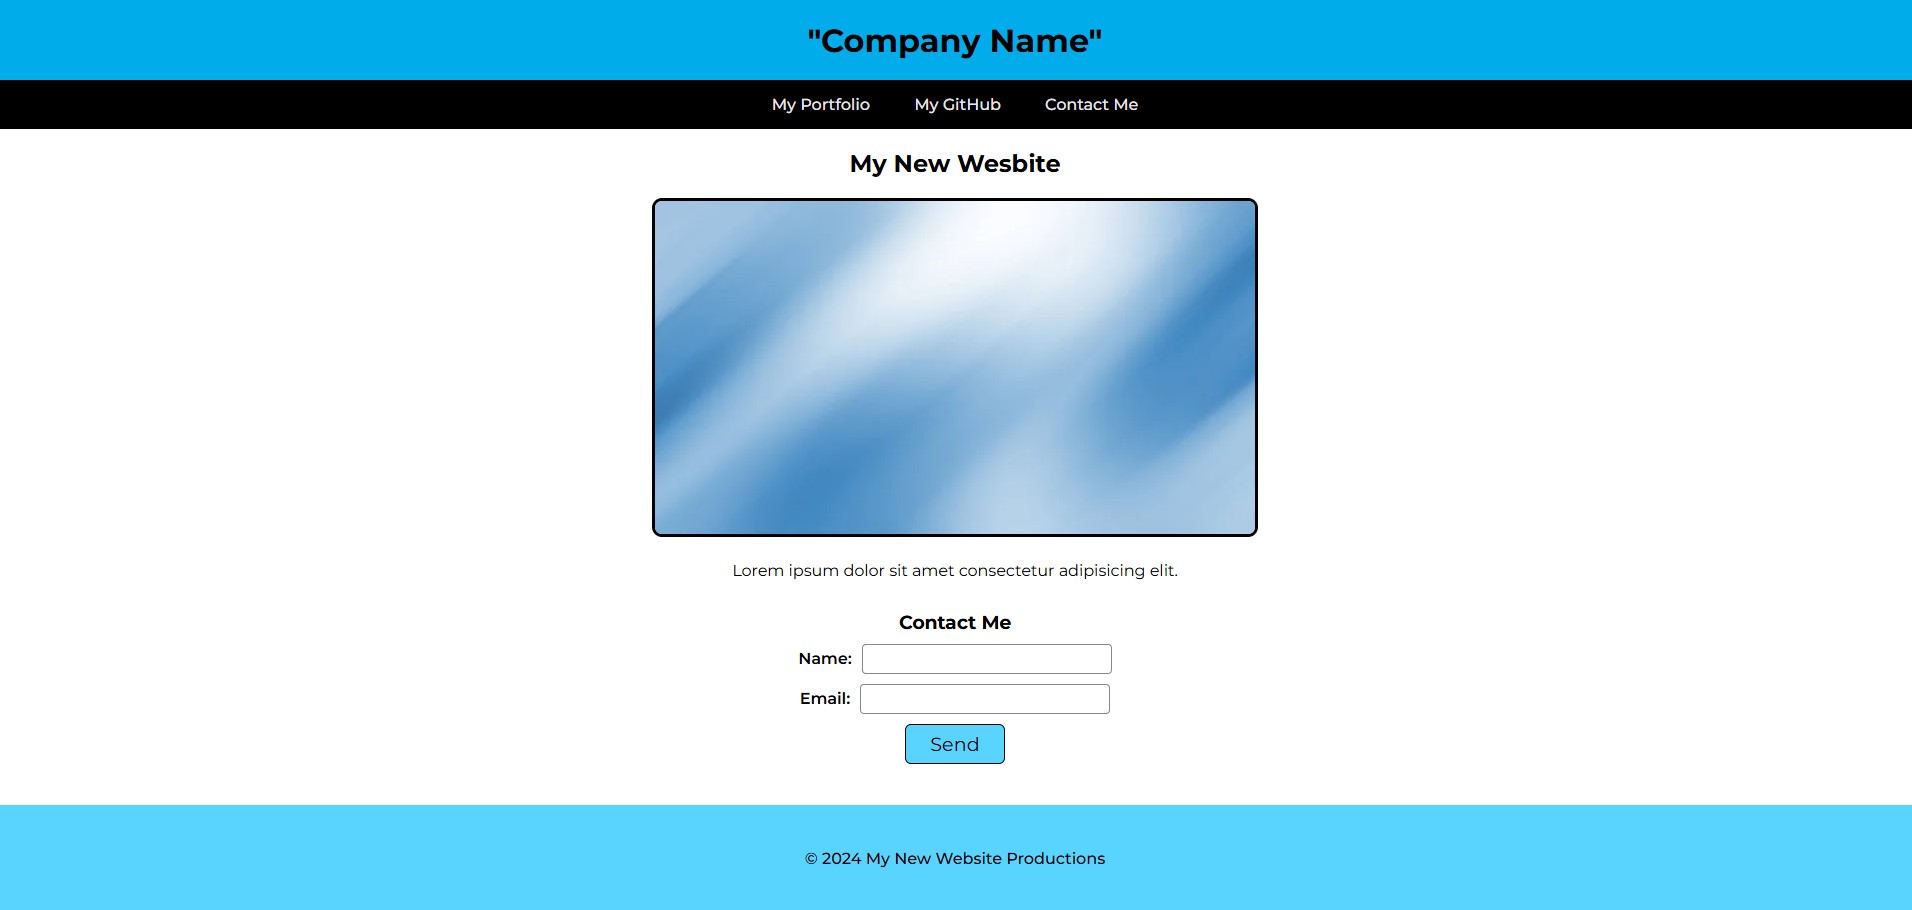 "Company Name"
My Portfolio My GitHub Contact Me
My New Wesbite
Lorem ipsum dolor sit amet consectetur adipisicing elit.
Contact Me
Name:
Email:
Send
© 2024 My New Website Productions